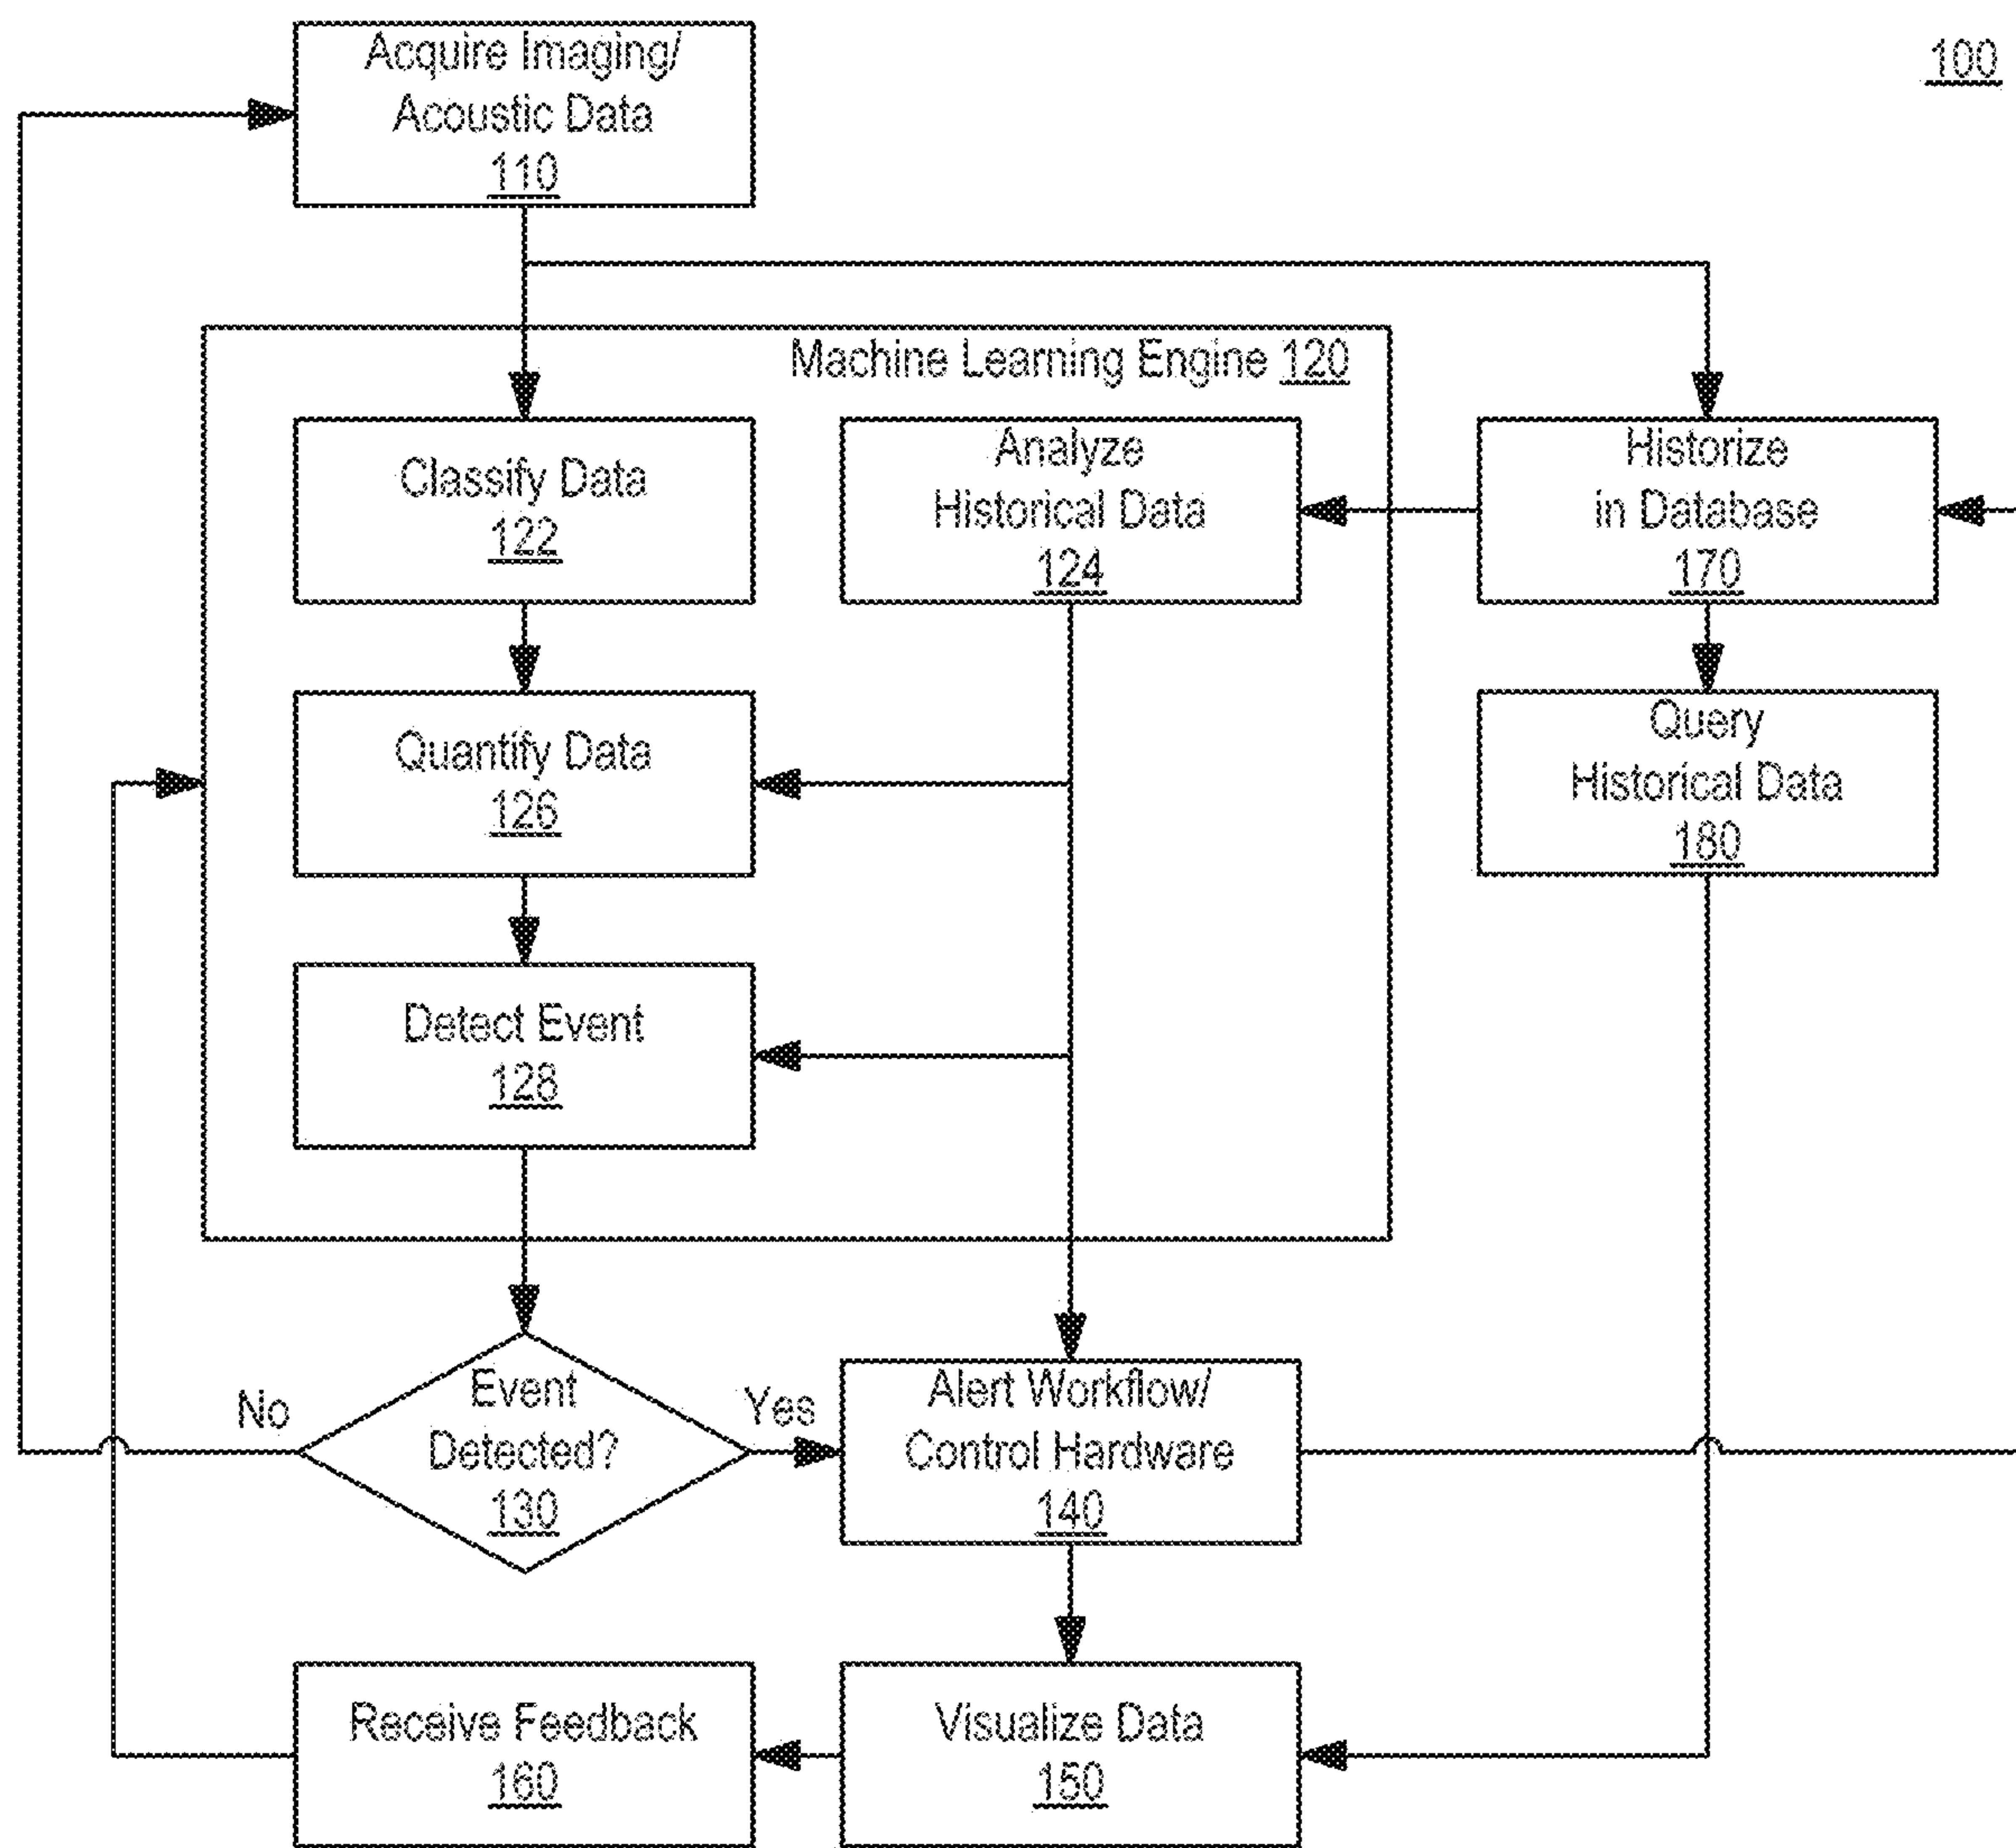 100
Acquire Imaging/
Acoustic Data
110
Machine Learning Engine 120
Classify Data
122
Analyze
Historical Data
124
Historize
in Database
170
Quantify Data
126
Query
Historical Data
180
Detect Event
128
No
Event
Detected?
130
Yes
Alert Workflow/
Control Hardware
140
Receive Feedback
160
Visualize Data
150